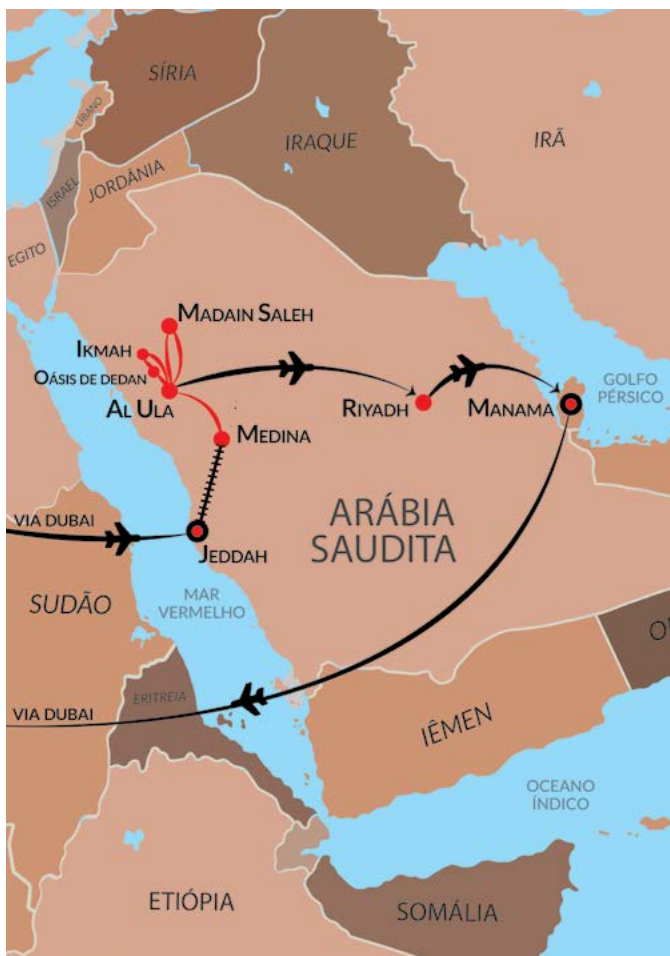 SÍRIA
LÍBANO
IRAQUE
IRÃ
ISRAEL
JORDÂNIA
EGITO
MADAIN SALEH
IKMAH
OÁSIS DE DEDAN
AL ULA
RIYADH
MANAMA
GOLFO
PÉRSICO
MEDINA
VIA DUBAI
ARÁBIA
SAUDITA
JEDDAH
MAR
VERMELHO
SUDÃO
ERITREIA
VIA DUBAI
IÊMEN
OCEANO
ÍNDICO
ETIÓPIA
SOMÁLIA